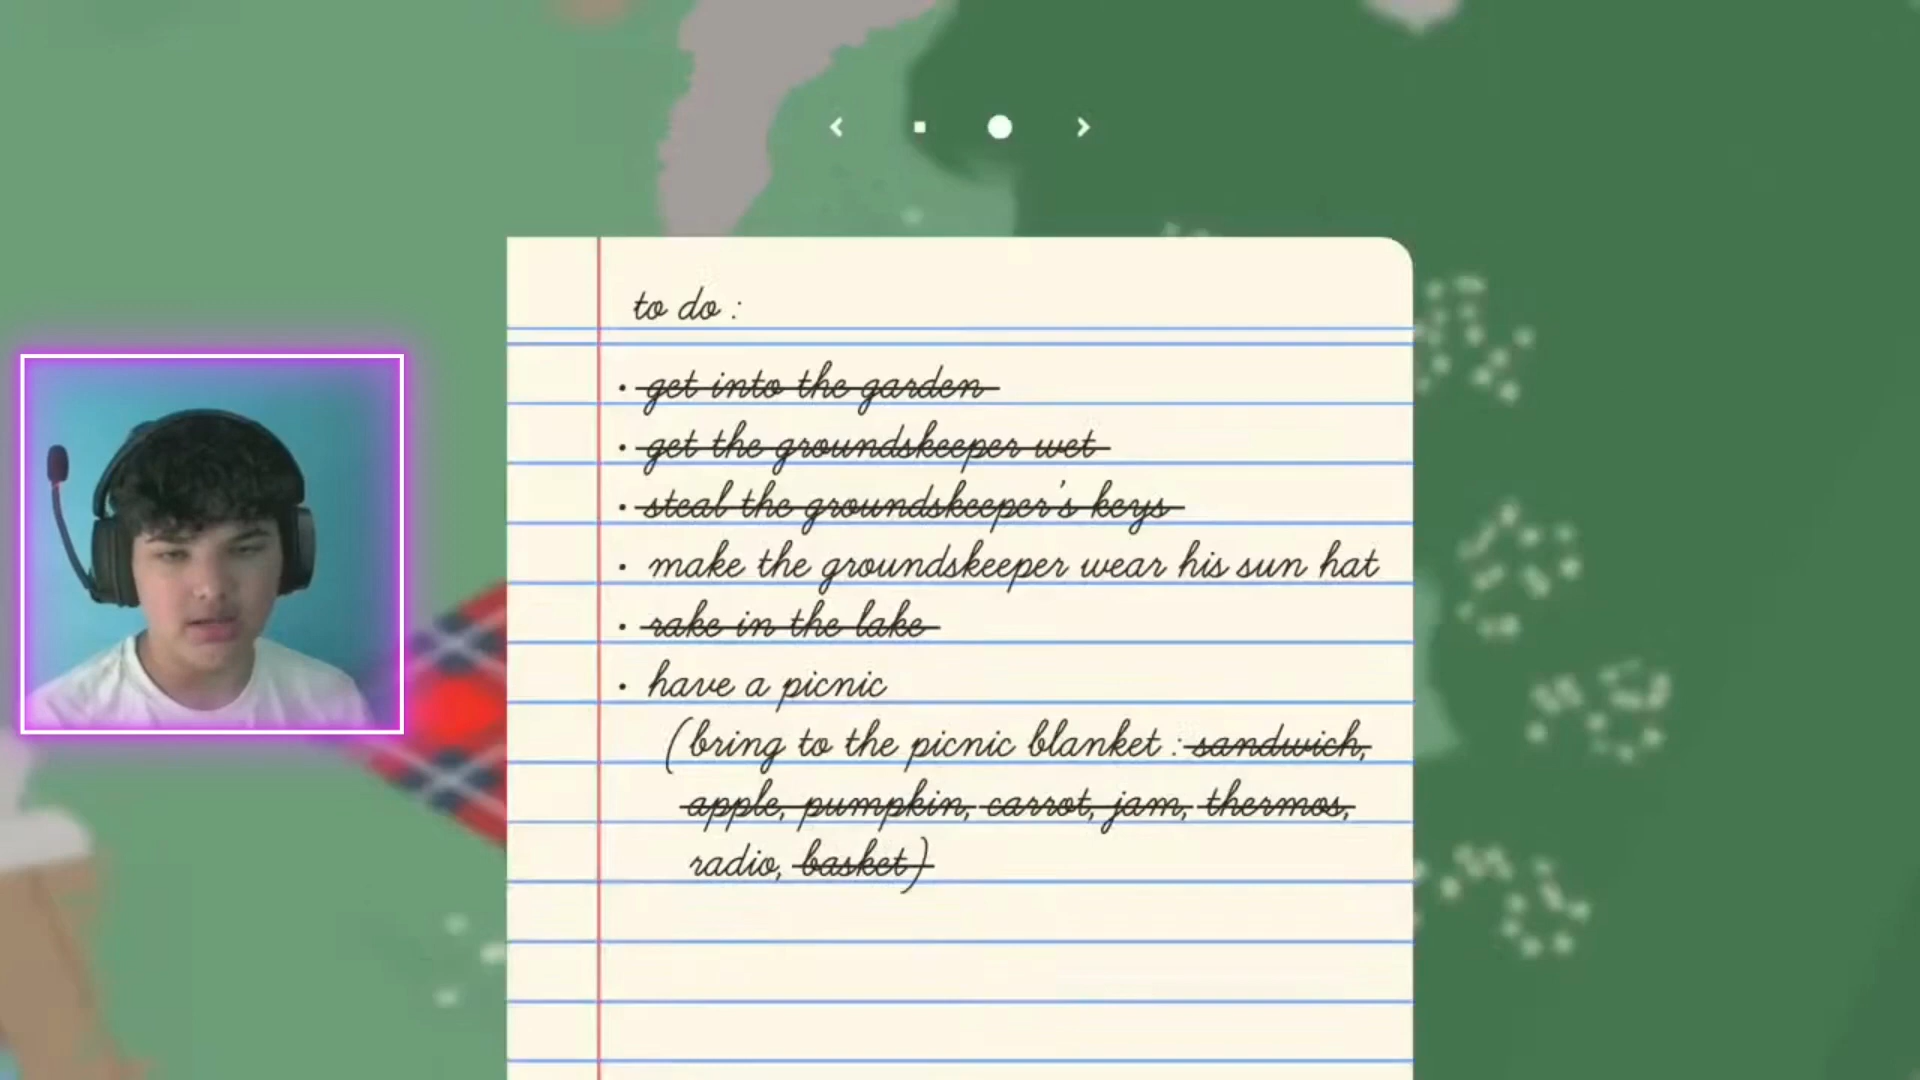 to do :
• get into the garden
• get the groundskeeper wet
• steal the groundskeeper's keys
• make the groundskeeper wear his sun hat
• rake in the lake
• have a picnic
(bring to the picnic blanket : sandwich,
apple, pumpkin, carrot, jam, thermos,
radio, basket)